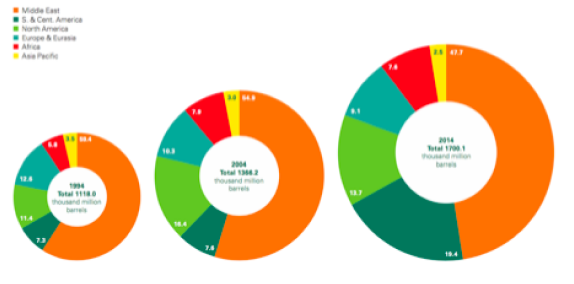 Middle East
S. & Cent. America
North America
Europe & Eurasia
Africa
Asia Pacific
3.5
59.4
5.8
12.6
11.4
7.3
1994
Total 1118.0
thousand million
barrels
3.0
54.9
7.9
10.3
16.4
7.6
2004
Total 1366.2
thousand million
barrels
2.5
47.7
7.6
9.1
13.7
19.4
2014
Total 1700.1
thousand million
barrels